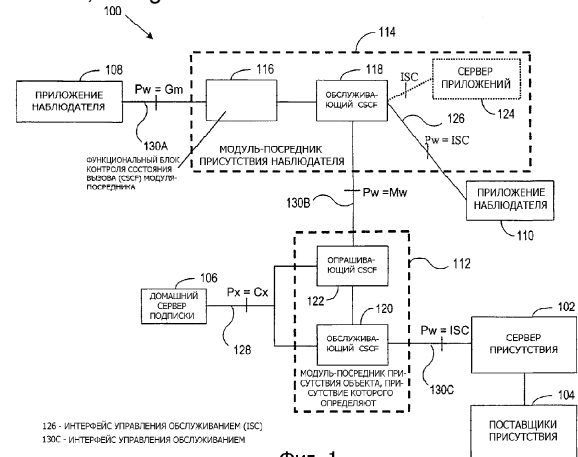 100
114
108
ПРИЛОЖЕНИЕ
НАБЛЮДАТЕЛЯ
Pw = Gm
130A
116
118
ОБСЛУЖИВА-
ЮЩИЙ CSCF
ISC
СЕРВЕР
ПРИЛОЖЕНИЙ
124
126
Pw = ISC
МОДУЛЬ-ПОСРЕДНИК
ПРИСУТСТВИЯ НАБЛЮДАТЕЛЯ
ФУНКЦИОНАЛЬНЫЙ БЛОК
КОНТРОЛЯ СОСТОЯНИЯ
ВЫЗОВА (CSCF) МОДУЛЯ-
ПОСРЕДНИКА
ПРИЛОЖЕНИЕ
НАБЛЮДАТЕЛЯ
110
Pw =Mw
130B
112
ОПРАШИВА-
ЮЩИЙ CSCF
122
106
ДОМАШНИЙ
СЕРВЕР
ПОДПИСКИ
Px = Cx
128
120
ОБСЛУЖИВА-
ЮЩИЙ CSCF
Pw = ISC
130C
102
СЕРВЕР
ПРИСУТСТВИЯ
МОДУЛЬ-ПОСРЕДНИК ПРИ-
СУТСТВИЯ ОБЪЕКТА, ПРИ-
СУТСТВИЕ КОТОРОГО
ОПРЕДЕЛЯЮТ
104
ПОСТАВЩИКИ
ПРИСУТСТВИЯ
126 - ИНТЕРФЕЙС УПРАВЛЕНИЯ ОБСЛУЖИВАНИЕМ (ISC)
130C - ИНТЕРФЕЙС УПРАВЛЕНИЯ ОБСЛУЖИВАНИЕМ
Фиг. 1